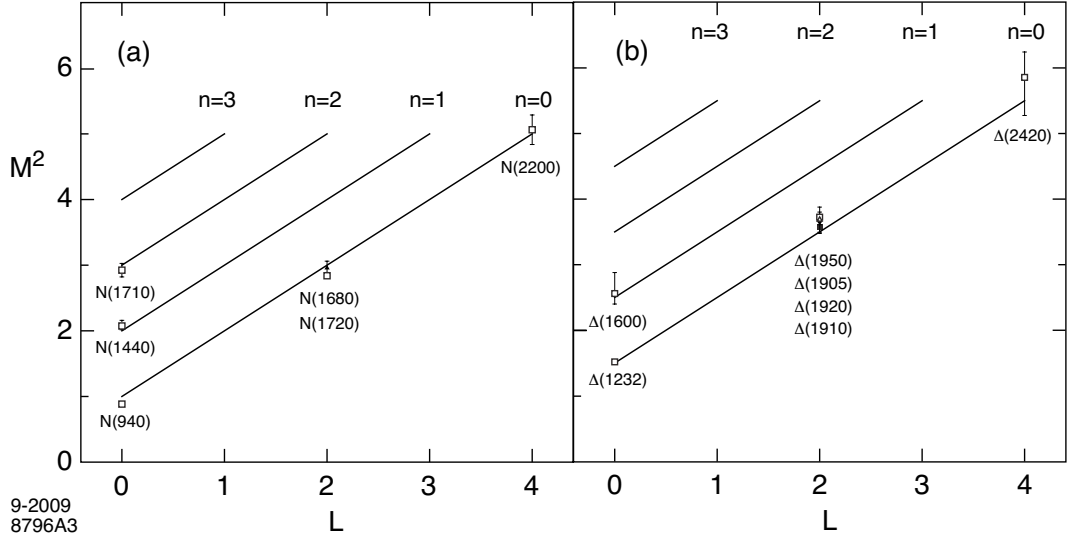 (a)
n=3 n=2 n=1 n=0
6
4
2
0
M²
N(2200)
N(1710)
N(1680)
N(1720)
N(1440)
N(940)
0 1 2 3 4
L
(b)
n=3 n=2 n=1 n=0
Δ(2420)
Δ(1950)
Δ(1905)
Δ(1920)
Δ(1910)
Δ(1600)
Δ(1232)
0 1 2 3 4
L
9-2009
8796A3